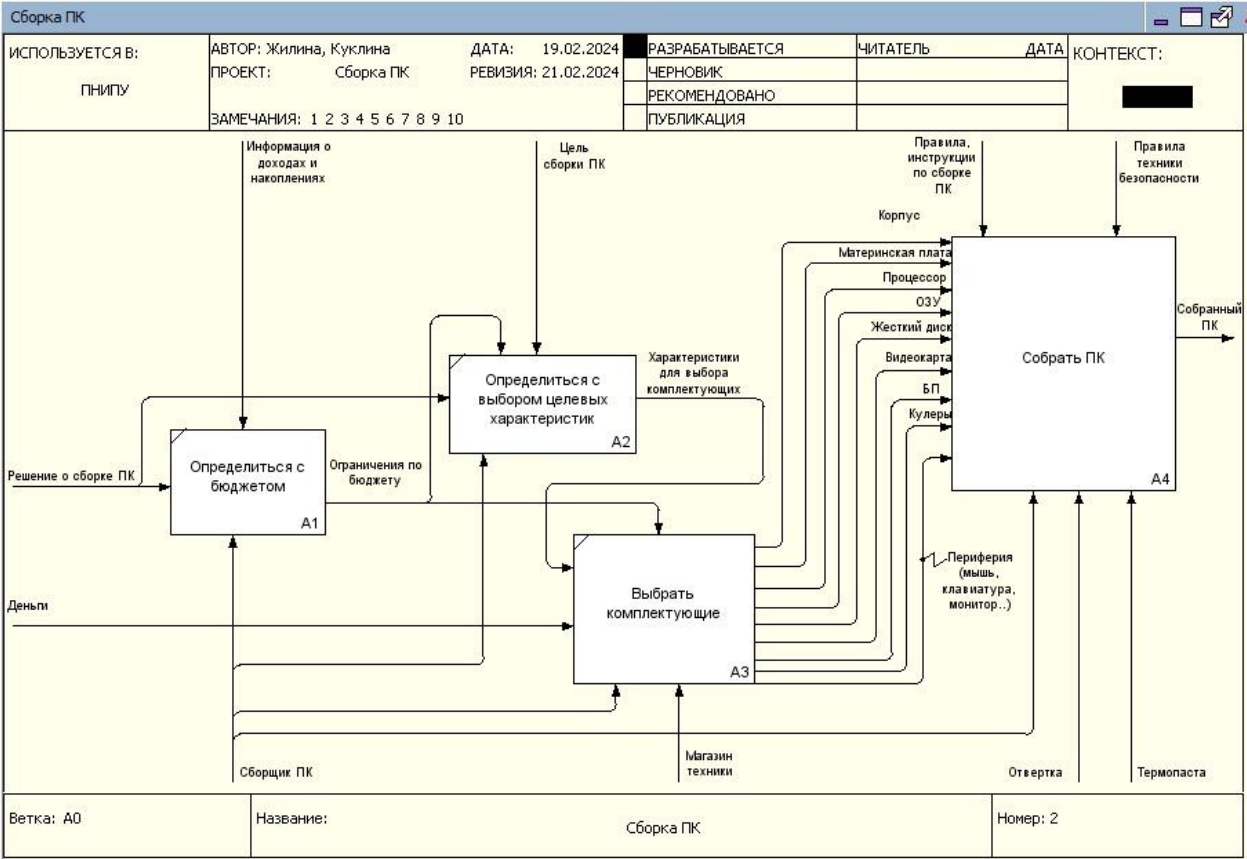 Сборка ПК
ИСПОЛЬЗУЕТСЯ В:
ПНИПУ
АВТОР: Жилина, Куклина
ДАТА: 19.02.2024
ПРОЕКТ: Сборка ПК
РЕВИЗИЯ: 21.02.2024
ЗАМЕЧАНИЯ: 1 2 3 4 5 6 7 8 9 10
РАЗРАБАТЫВАЕТСЯ
ЧЕРНОВИК
РЕКОМЕНДОВАНО
ПУБЛИКАЦИЯ
ЧИТАТЕЛЬ
ДАТА
КОНТЕКСТ:
Информация о
доходах и
накоплениях
Цель
сборки ПК
Правила,
инструкции
по сборке
ПК
Правила
техники
безопасности
Корпус
Материнская плата
Процессор
ОЗУ
Жесткий диск
Видеокарта
БП
Кулеры
Собрать ПК
A4
Собранный
ПК
Характеристики
для выбора
комплектующих
Определиться с
выбором целевых
характеристик
A2
Решение о сборке ПК
Определиться с
бюджетом
A1
Ограничения по
бюджету
Периферия
(мышь,
клавиатура,
монитор..)
Деньги
Выбрать
комплектующие
A3
Сборщик ПК
Магазин
техники
Отвертка
Термопаста
Ветка: A0
Название:
Сборка ПК
Номер: 2